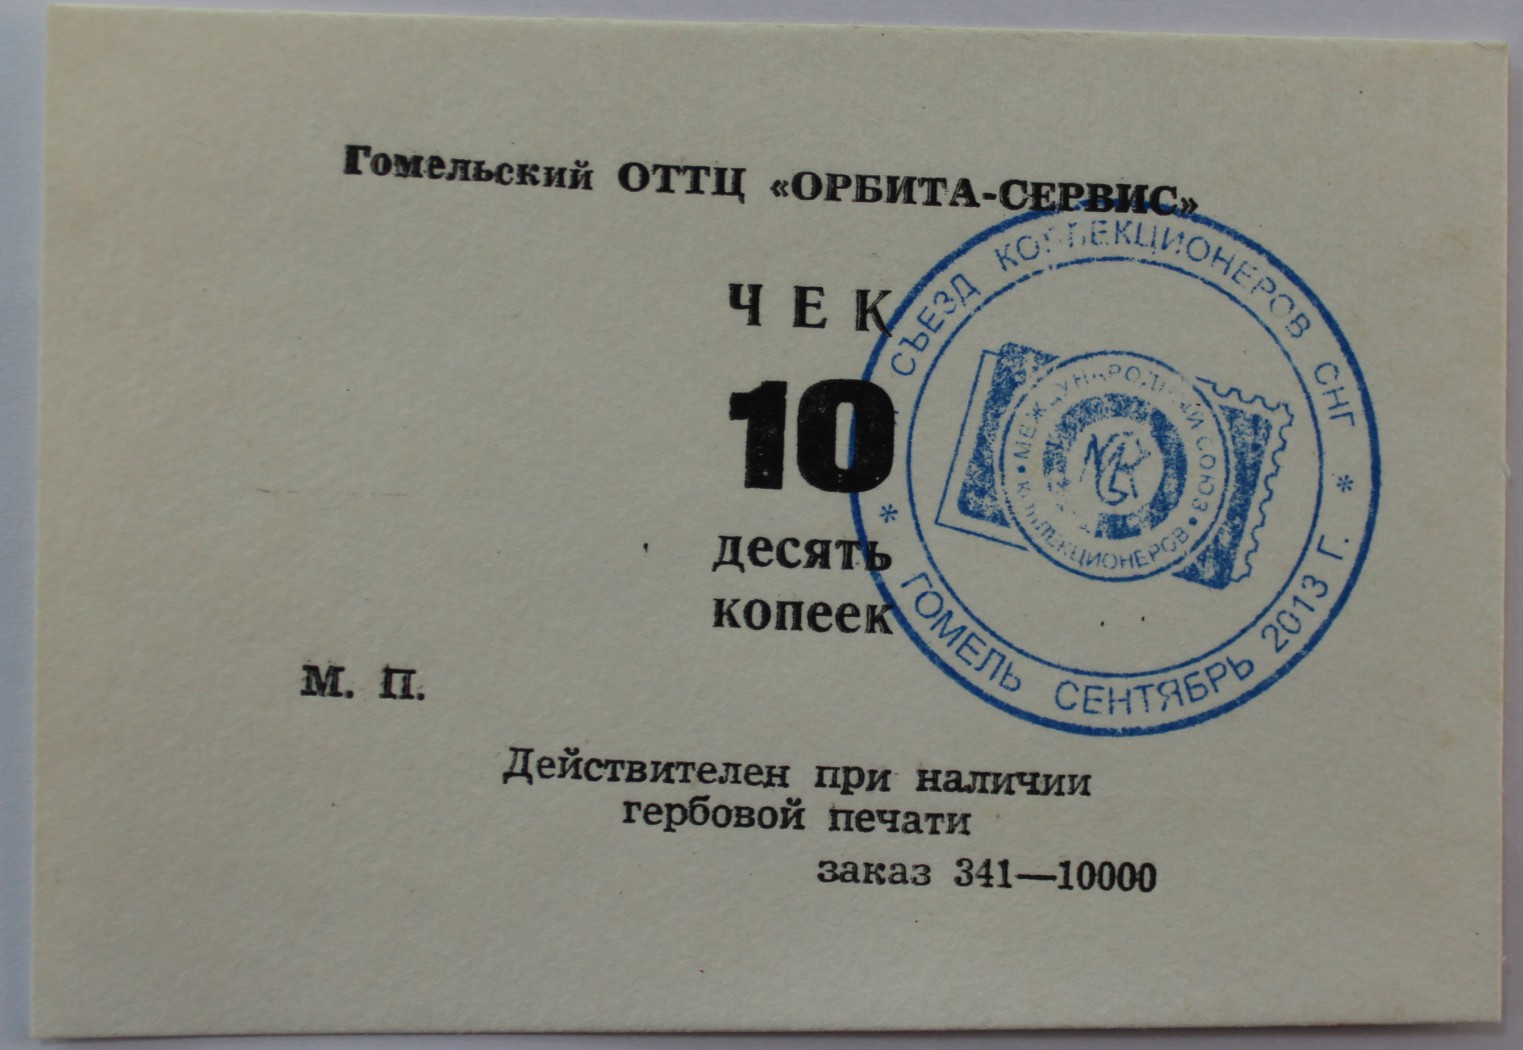 Гомельский ОТТЦ «ОРБИТА-СЕРВИС»
ЧЕК
10
десять
копеек
М. П.
Действителен при наличии
гербовой печати
заказ 341—10000
СЪЕЗД КОЛЛЕКЦИОНЕРОВ СНГ
* ГОМЕЛЬ СЕНТЯБРЬ 2013 Г. *
• МЕЖДУНАРОДНЫЙ СОЮЗ •
КОЛЛЕКЦИОНЕРОВ